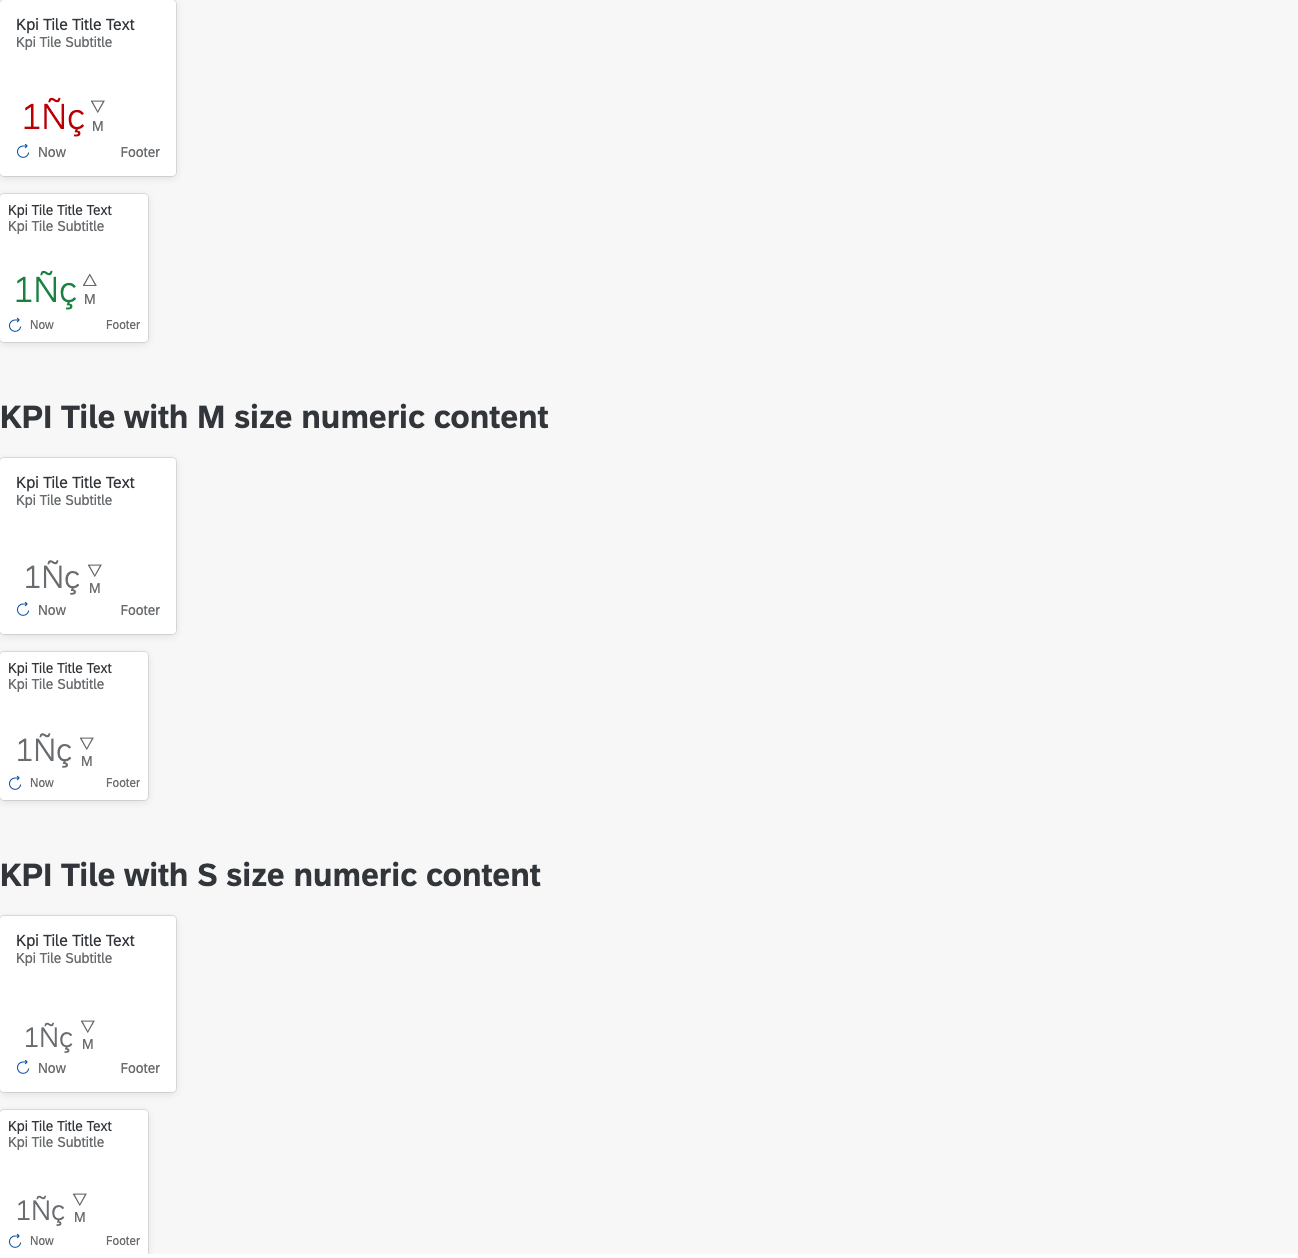 Kpi Tile Title Text
Kpi Tile Subtitle
1Ñç
M
Now Footer
Kpi Tile Title Text
Kpi Tile Subtitle
1Ñç
M
Now Footer
KPI Tile with M size numeric content
Kpi Tile Title Text
Kpi Tile Subtitle
1Ñç
M
Now Footer
Kpi Tile Title Text
Kpi Tile Subtitle
1Ñç
M
Now Footer
KPI Tile with S size numeric content
Kpi Tile Title Text
Kpi Tile Subtitle
1Ñç
M
Now Footer
Kpi Tile Title Text
Kpi Tile Subtitle
1Ñç
M
Now Footer